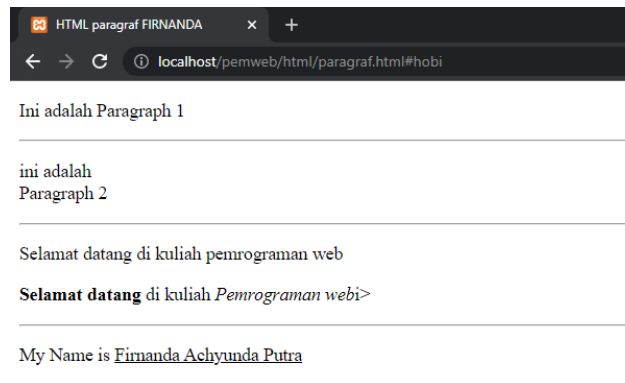 HTML paragraf FIRNANDA
localhost/pemweb/html/paragraf.html#hobi
Ini adalah Paragraph 1
ini adalah
Paragraph 2
Selamat datang di kuliah pemrograman web
Selamat datang di kuliah Pemrograman webi>
My Name is Firnanda Achyunda Putra